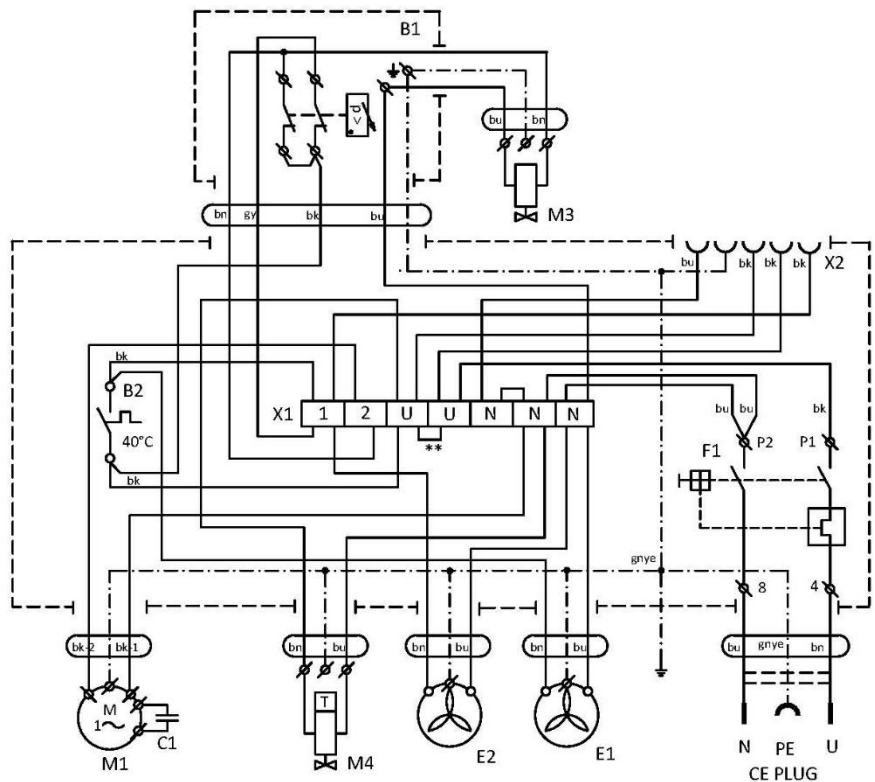 B1
d
<
bu bn
M3
bn gy bk bu
bu bk bk bk
X2
bk
B2
40°C
bk
X1 1 2 U U N N N
**
bu bu bk
F1 P2 P1
gnye
8 4
bk-2 bk-1 bn bu bn bu bn bu bu gnye bn
M
1~
M1
C1
T
M4
E2
E1
N PE U
CE PLUG